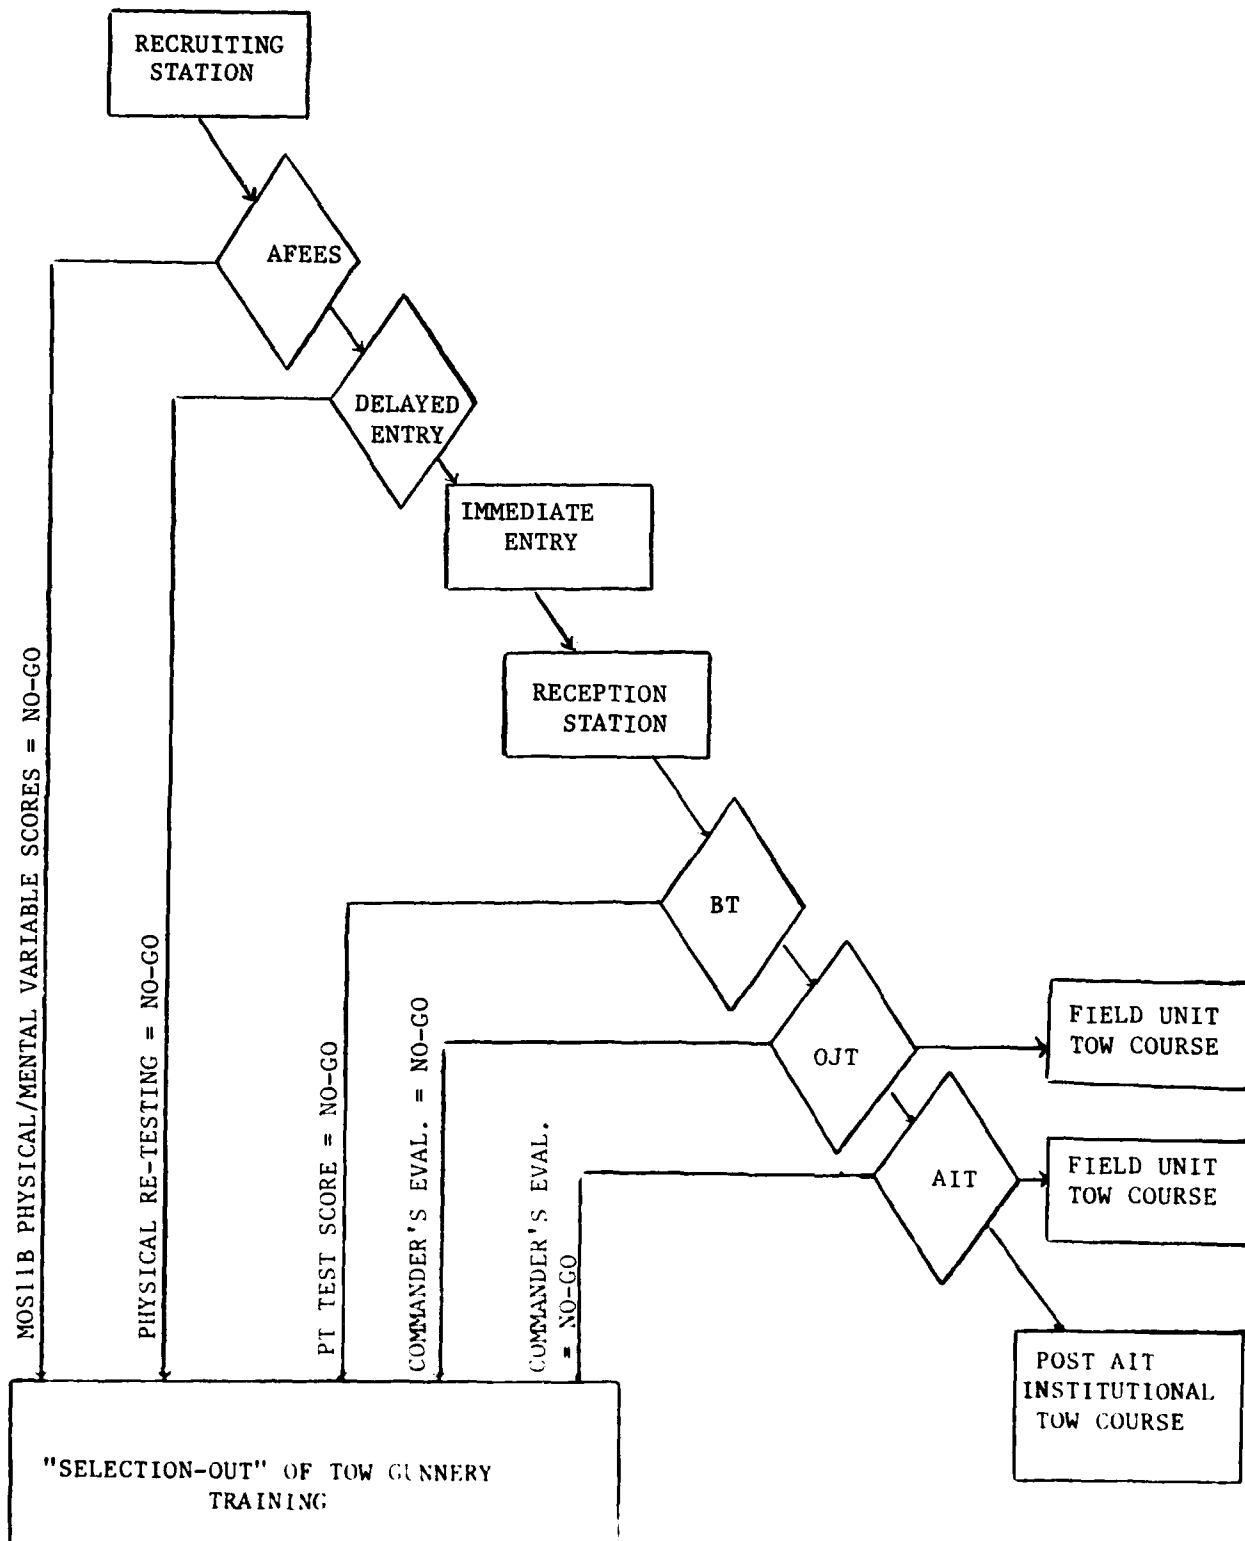 RECRUITING
STATION
AFEES
DELAYED
ENTRY
IMMEDIATE
ENTRY
RECEPTION
STATION
BT
OJT
FIELD UNIT
TOW COURSE
AIT
FIELD UNIT
TOW COURSE
POST AIT
INSTITUTIONAL
TOW COURSE
MOS11B PHYSICAL/MENTAL VARIABLE SCORES = NO-GO
PHYSICAL RE-TESTING = NO-GO
PT TEST SCORE = NO-GO
COMMANDER'S EVAL. = NO-GO
COMMANDER'S EVAL.
= NO-GO
"SELECTION-OUT" OF TOW GUNNERY
TRAINING